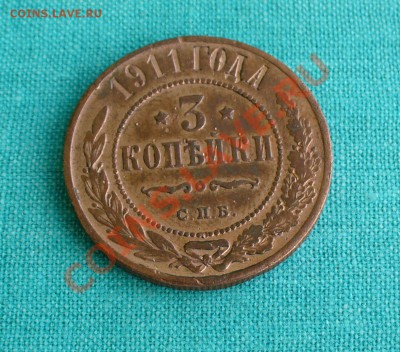 COINS.LAVE.RU
1911 ГОДА
* 3 *
КОПѢЙКИ
С.П.Б.
COINS.LAVE.RU